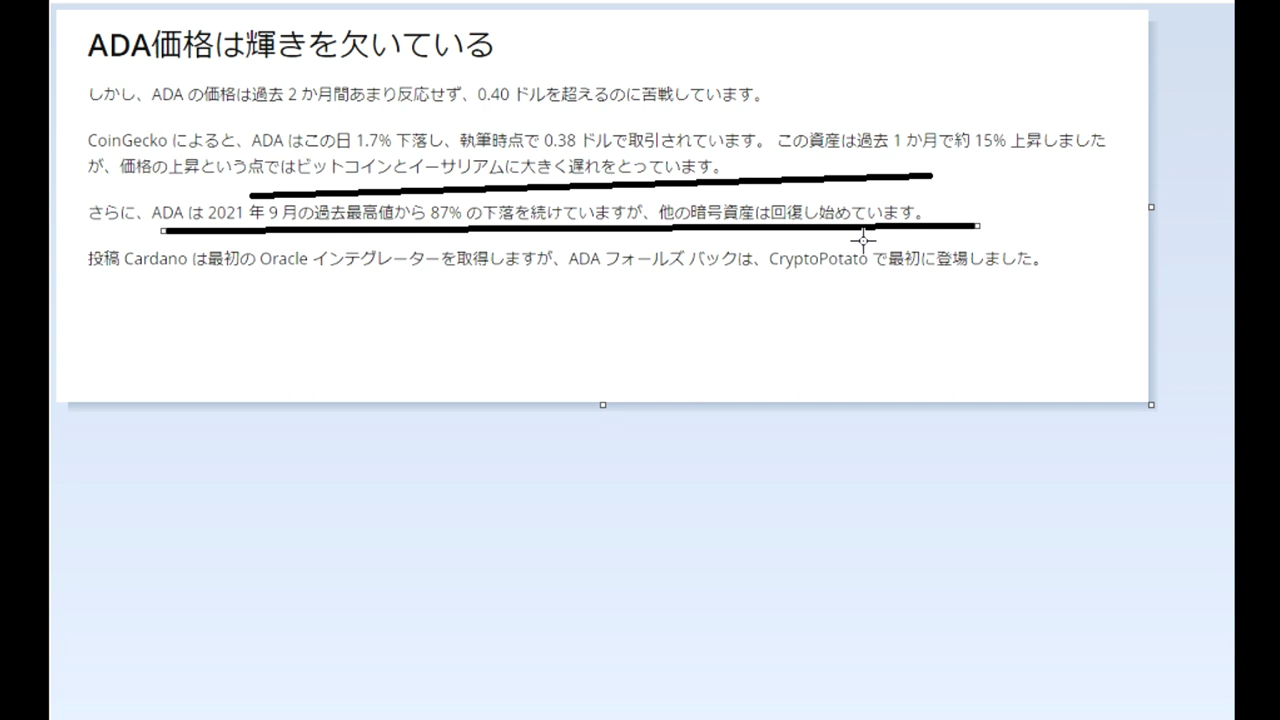 ADA価格は輝きを欠いている
しかし、ADA の価格は過去 2 か月間あまり反応せず、0.40 ドルを超えるのに苦戦しています。
CoinGecko によると、ADA はこの日 1.7% 下落し、執筆時点で 0.38 ドルで取引されています。 この資産は過去 1 か月で約 15% 上昇しました
が、価格の上昇という点ではビットコインとイーサリアムに大きく遅れをとっています。
さらに、ADA は 2021 年 9 月の過去最高値から 87% の下落を続けていますが、他の暗号資産は回復し始めています。
投稿 Cardano は最初の Oracle インテグレーターを取得しますが、ADA フォールズ バックは、CryptoPotato で最初に登場しました。